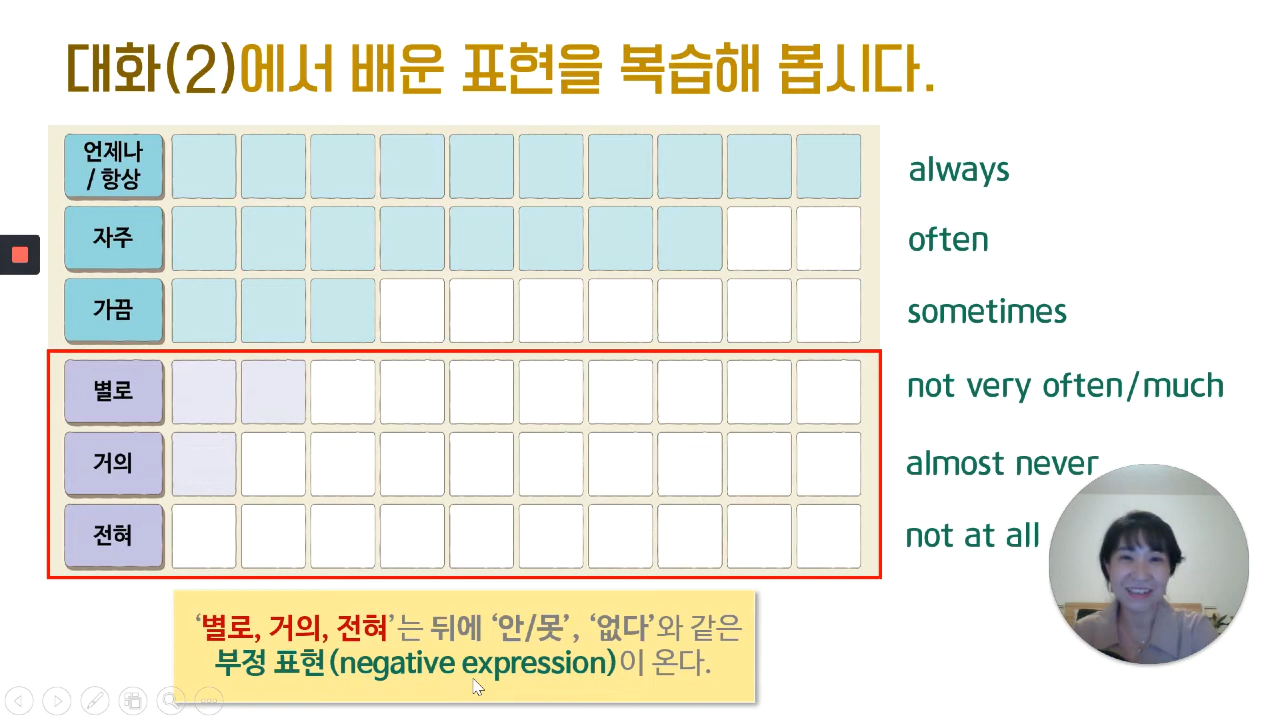 대화(2)에서 배운 표현을 복습해 봅시다.
언제나
/ 항상
always
자주
often
가끔
sometimes
별로
not very often/much
거의
almost never
전혀
not at all
‘별로, 거의, 전혀’는 뒤에 ‘안/못’, ‘없다’와 같은
부정 표현(negative expression)이 온다.